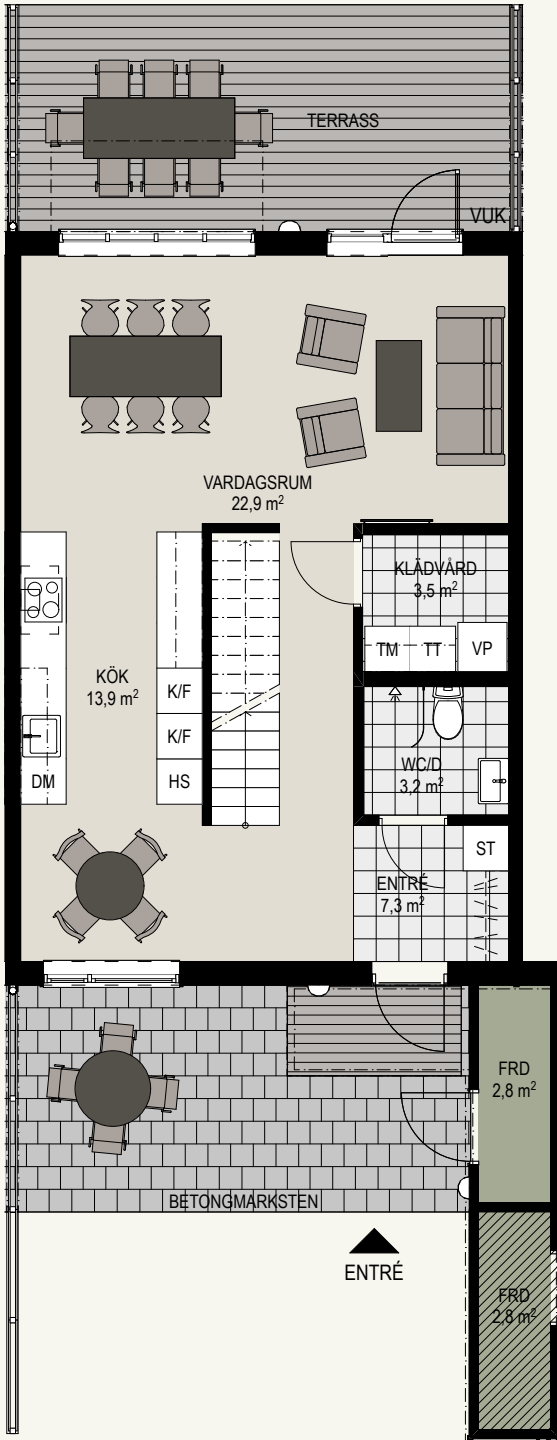 TERRASS
VUK
VARDAGSRUM
22,9 m²
KLÄDVÅRD
3,5 m²
TM TT VP
KÖK
13,9 m²
K/F
K/F
DM HS
WC/D
3,2 m²
ST
ENTRÉ
7,3 m²
FRD
2,8 m²
BETONGMARKSTEN
ENTRÉ
FRD
2,8 m²